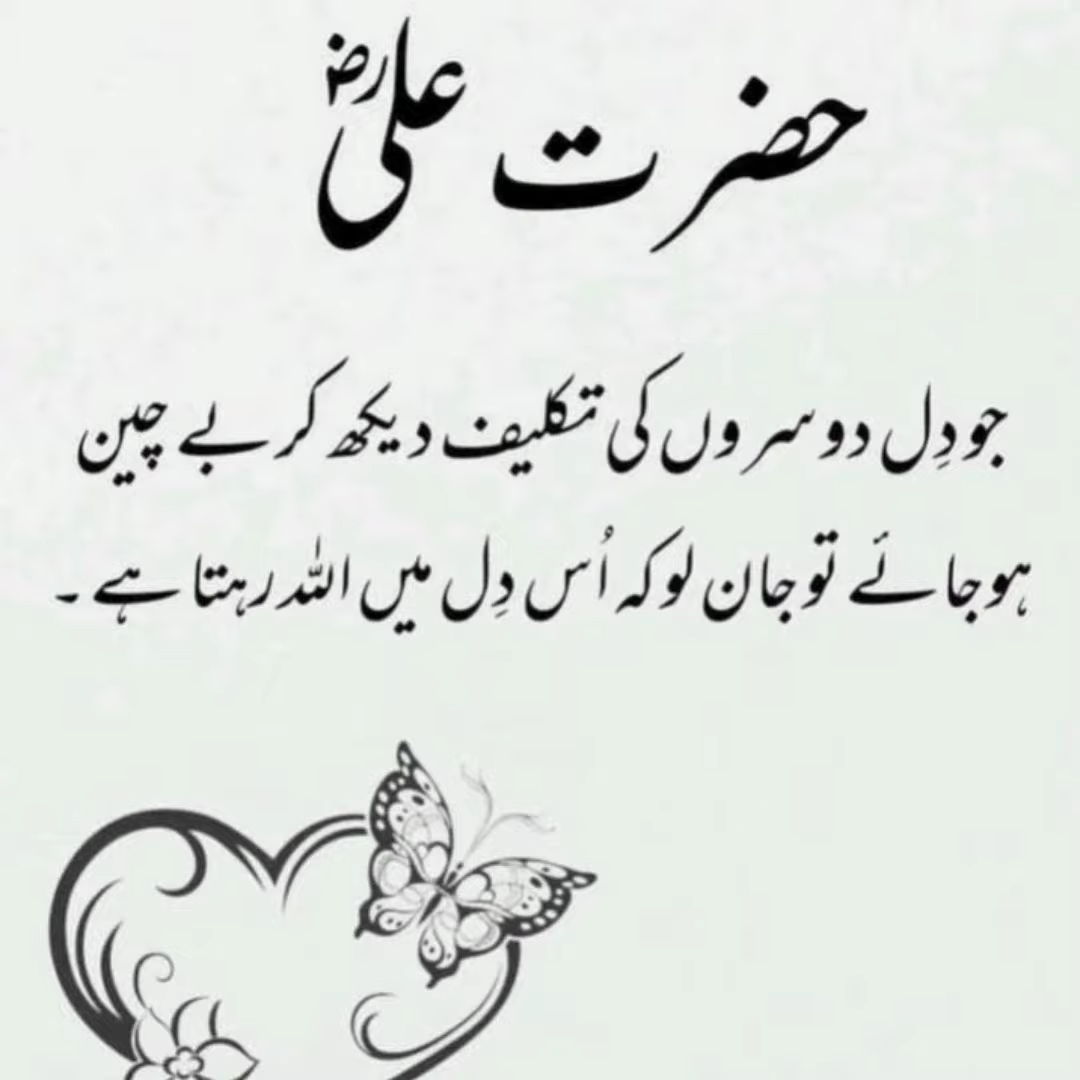 حضرت علیؓ
جو دِل دوسروں کی تکلیف دیکھ کر بے چین
ہو جائے تو جان لو کہ اُس دِل میں اللہ رہتا ہے ۔